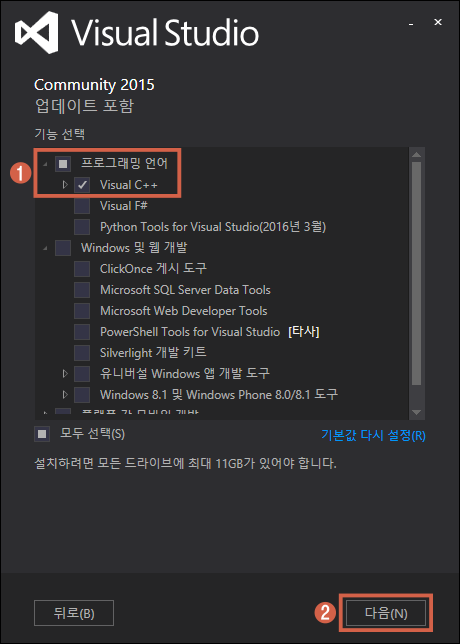 Visual Studio
Community 2015
업데이트 포함
기능 선택
1
프로그래밍 언어
Visual C++
Visual F#
Python Tools for Visual Studio(2016년 3월)
Windows 및 웹 개발
ClickOnce 게시 도구
Microsoft SQL Server Data Tools
Microsoft Web Developer Tools
PowerShell Tools for Visual Studio [타사]
Silverlight 개발 키트
유니버설 Windows 앱 개발 도구
Windows 8.1 및 Windows Phone 8.0/8.1 도구
모두 선택(S)
기본값 다시 설정(R)
설치하려면 모든 드라이브에 최대 11GB가 있어야 합니다.
뒤로(B)
2
다음(N)